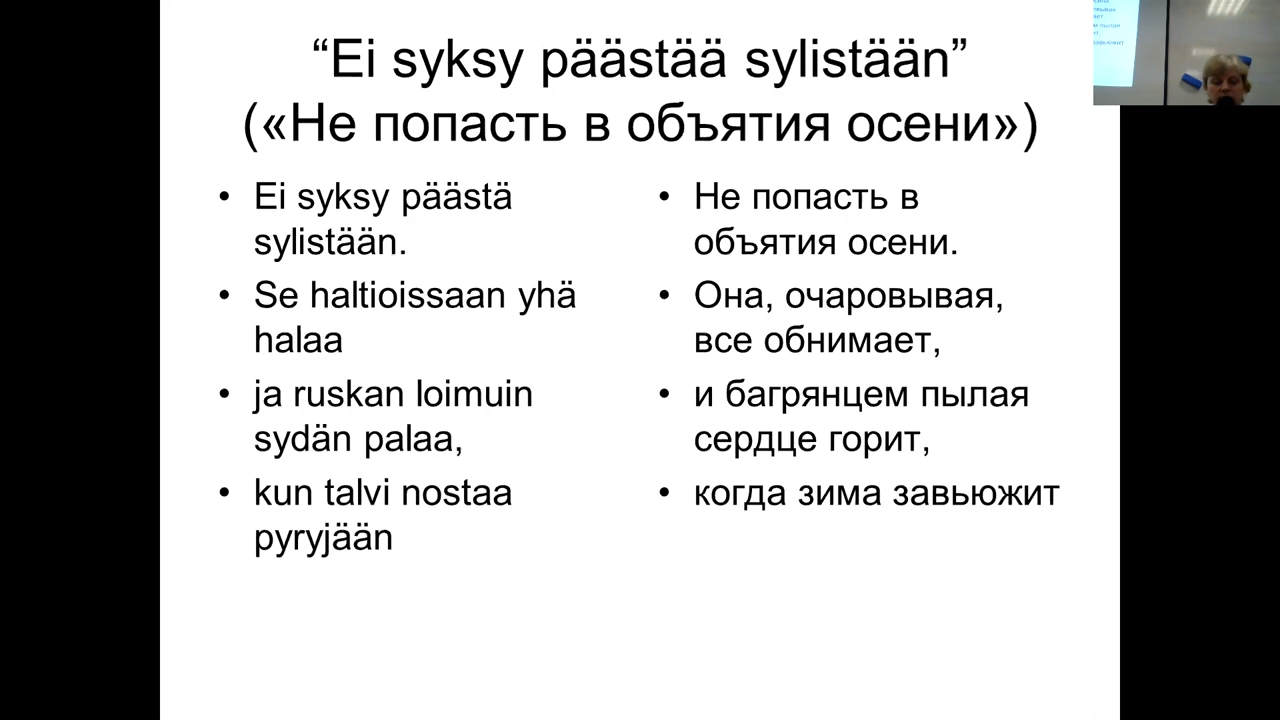 “Ei syksy päästää sylistään”
(«Не попасть в объятия осени»)
• Ei syksy päästä
sylistään.
• Se haltioissaan yhä
halaa
• ja ruskan loimuin
sydän palaa,
• kun talvi nostaa
pyryjään
• Не попасть в
объятия осени.
• Она, очаровывая,
все обнимает,
• и багрянцем пылая
сердце горит,
• когда зима завьюжит